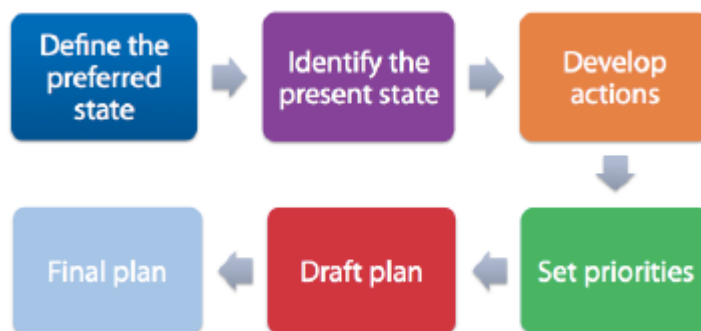 Define the
preferred
state
Identify the
present state
Develop
actions
Set priorities
Draft plan
Final plan